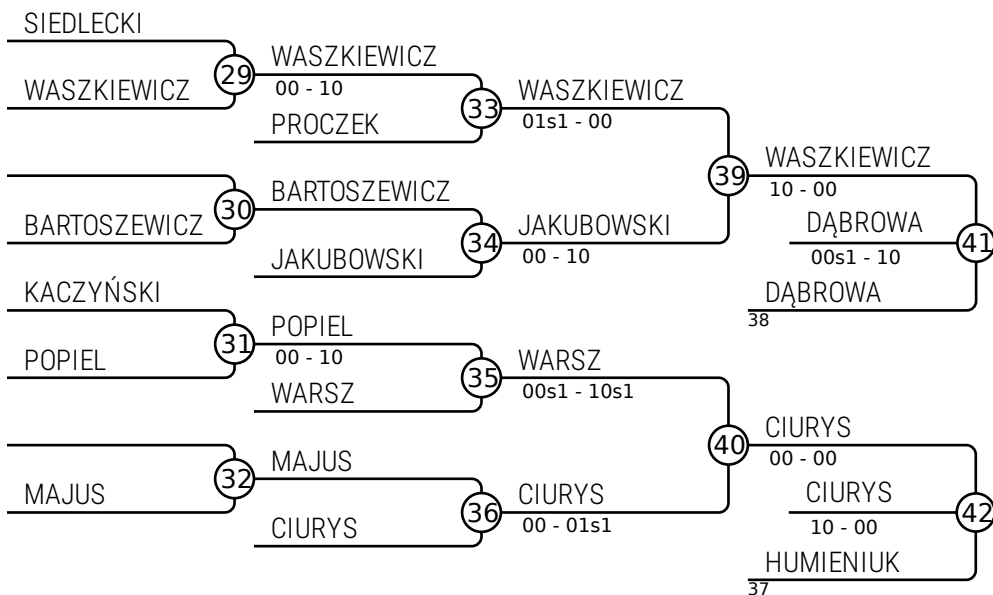 SIEDLECKI
WASZKIEWICZ
29
WASZKIEWICZ
00 - 10
PROCZEK
33
WASZKIEWICZ
01s1 - 00
BARTOSZEWICZ
30
BARTOSZEWICZ
JAKUBOWSKI
34
JAKUBOWSKI
00 - 10
39
WASZKIEWICZ
10 - 00
DĄBROWA
00s1 - 10
41
DĄBROWA
38
KACZYŃSKI
POPIEL
31
POPIEL
00 - 10
WARSZ
35
WARSZ
00s1 - 10s1
MAJUS
32
MAJUS
CIURYS
36
CIURYS
00 - 01s1
40
CIURYS
00 - 00
CIURYS
10 - 00
42
HUMIENIUK
37